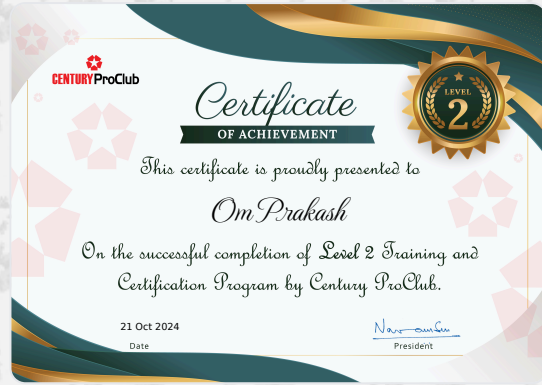 CENTURY ProClub
Certificate
OF ACHIEVEMENT
LEVEL
2
This certificate is proudly presented to
Om Prakash
On the successful completion of Level 2 Training and
Certification Program by Century ProClub.
21 Oct 2024
Date
President